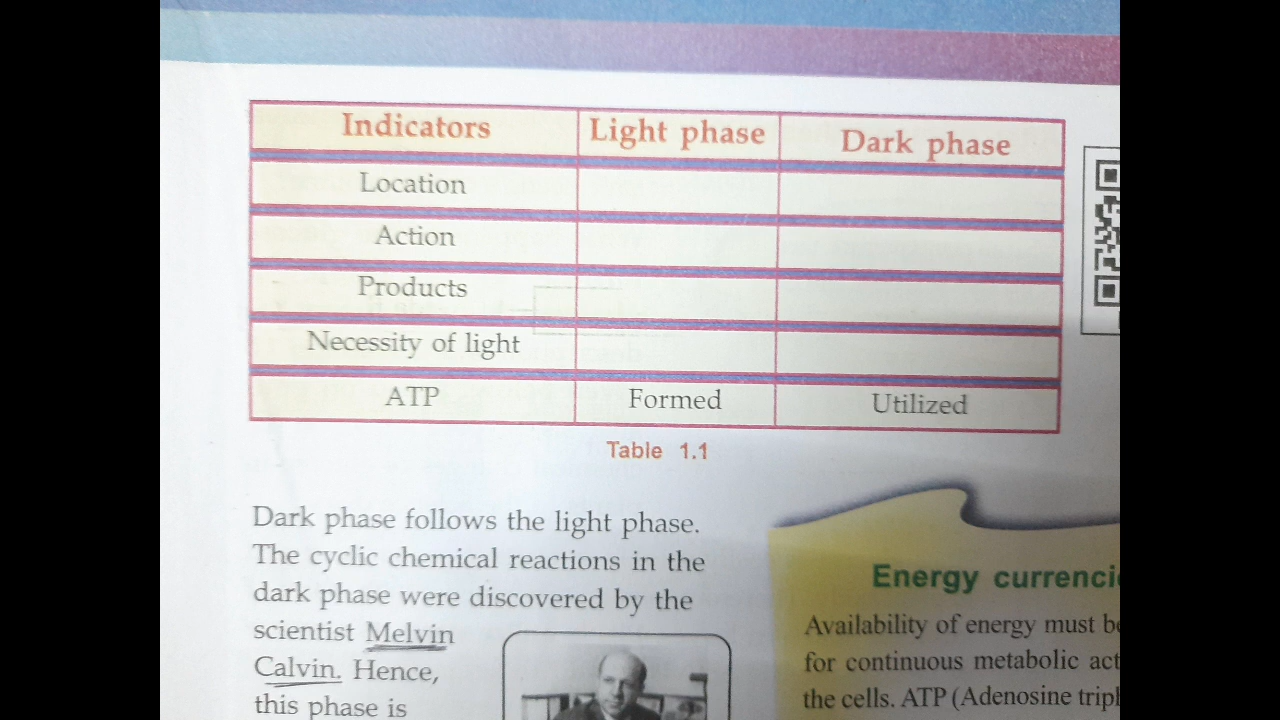 Indicators Light phase Dark phase
Location
Action
Products
Necessity of light
ATP Formed Utilized
Table 1.1
Dark phase follows the light phase.
The cyclic chemical reactions in the
dark phase were discovered by the
scientist Melvin
Calvin. Hence,
this phase is
Energy currenci
Availability of energy must b
for continuous metabolic act
the cells. ATP (Adenosine triph